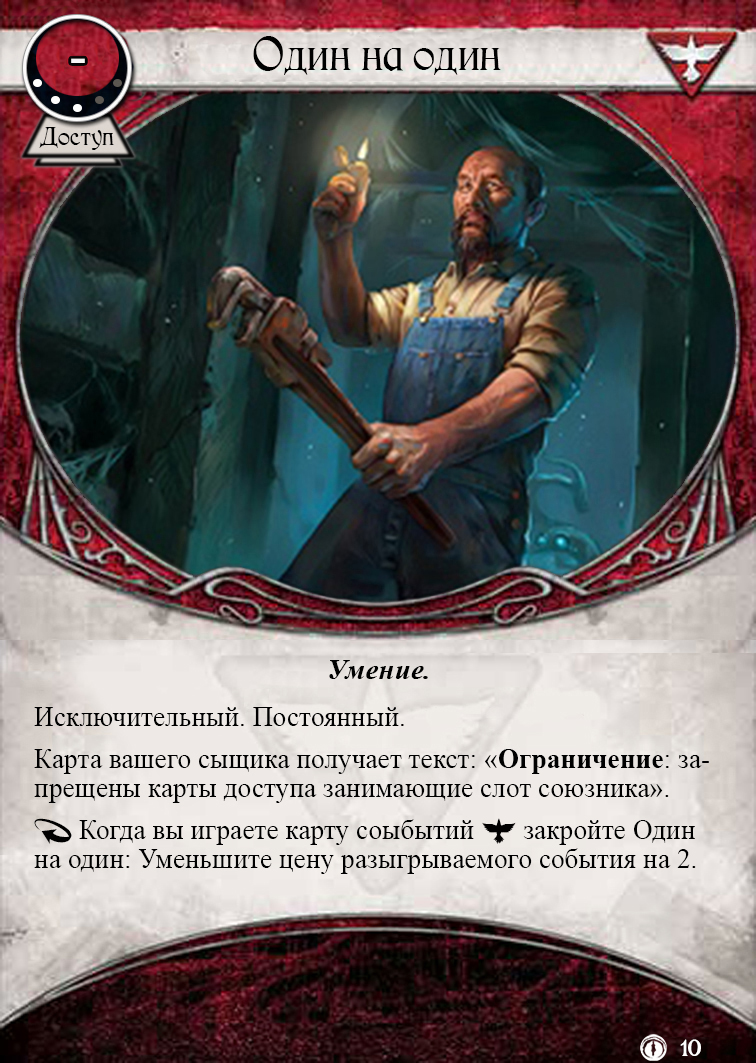 Один на один
-
Доступ
Умение.
Исключительный. Постоянный.
Карта вашего сыщика получает текст: «Ограничение: за-
прещены карты доступа занимающие слот союзника».
Когда вы играете карту соыбытий закройте Один
на один: Уменьшите цену разыгрываемого события на 2.
10